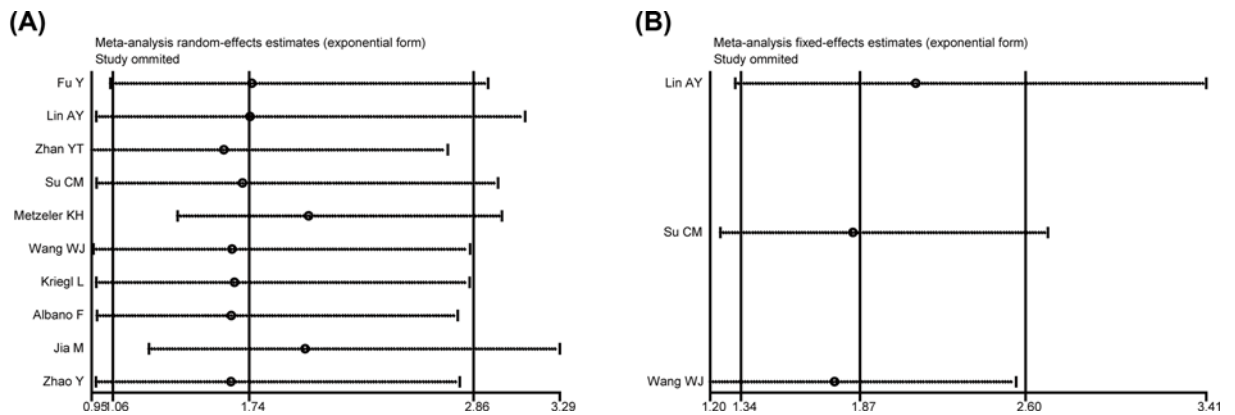 (A)
Meta-analysis random-effects estimates (exponential form)
Study ommited
Fu Y
Lin AY
Zhan YT
Su CM
Metzeler KH
Wang WJ
Kriegl L
Albano F
Jia M
Zhao Y
0.95 1.06 1.74 2.86 3.29
(B)
Meta-analysis fixed-effects estimates (exponential form)
Study ommited
Lin AY
Su CM
Wang WJ
1.20 1.34 1.87 2.60 3.41